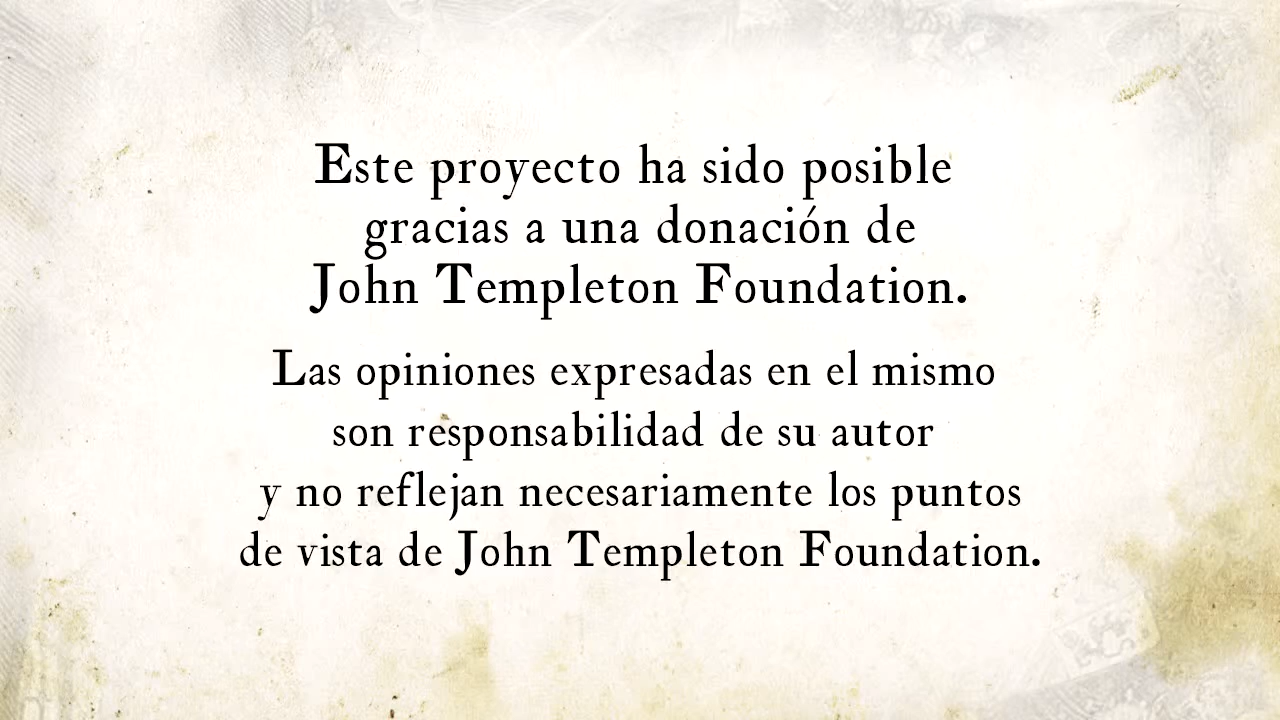 Este proyecto ha sido posible
gracias a una donación de
John Templeton Foundation.
Las opiniones expresadas en el mismo
son responsabilidad de su autor
y no reflejan necesariamente los puntos
de vista de John Templeton Foundation.